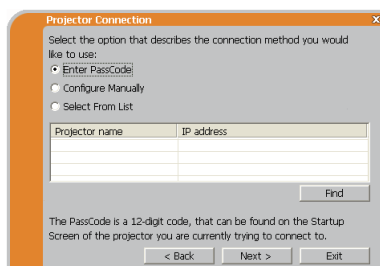 Projector Connection
Select the option that describes the connection method you would
like to use:
Enter PassCode
Configure Manually
Select From List
Projector name IP address
Find
The PassCode is a 12-digit code, that can be found on the Startup
Screen of the projector you are currently trying to connect to.
< Back Next > Exit